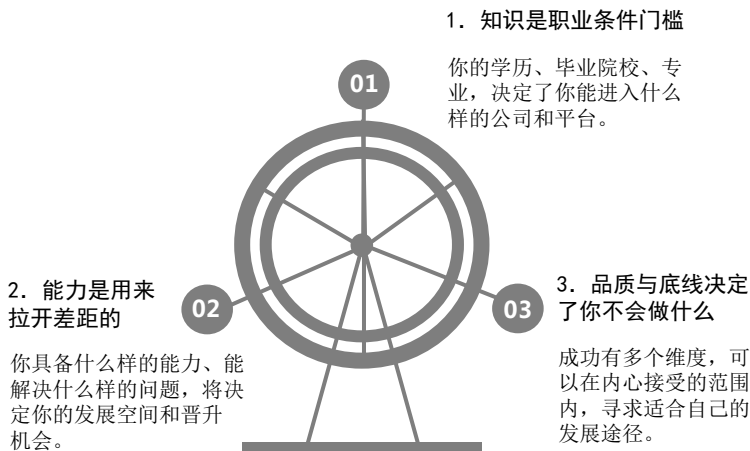 1. 知识是职业条件门槛
你的学历、毕业院校、专
业，决定了你能进入什么
样的公司和平台。
01
2. 能力是用来
拉开差距的
02
你具备什么样的能力、能
解决什么样的问题，将决
定你的发展空间和晋升
机会。
03
3. 品质与底线决定
了你不会做什么
成功有多个维度，可
以在内心接受的范围
内，寻求适合自己的
发展途径。